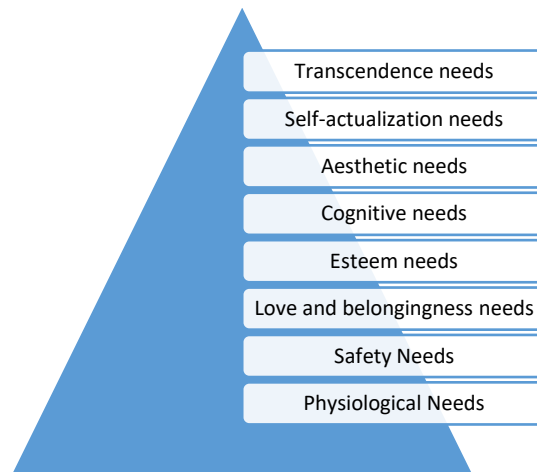 Transcendence needs
Self-actualization needs
Aesthetic needs
Cognitive needs
Esteem needs
Love and belongingness needs
Safety Needs
Physiological Needs